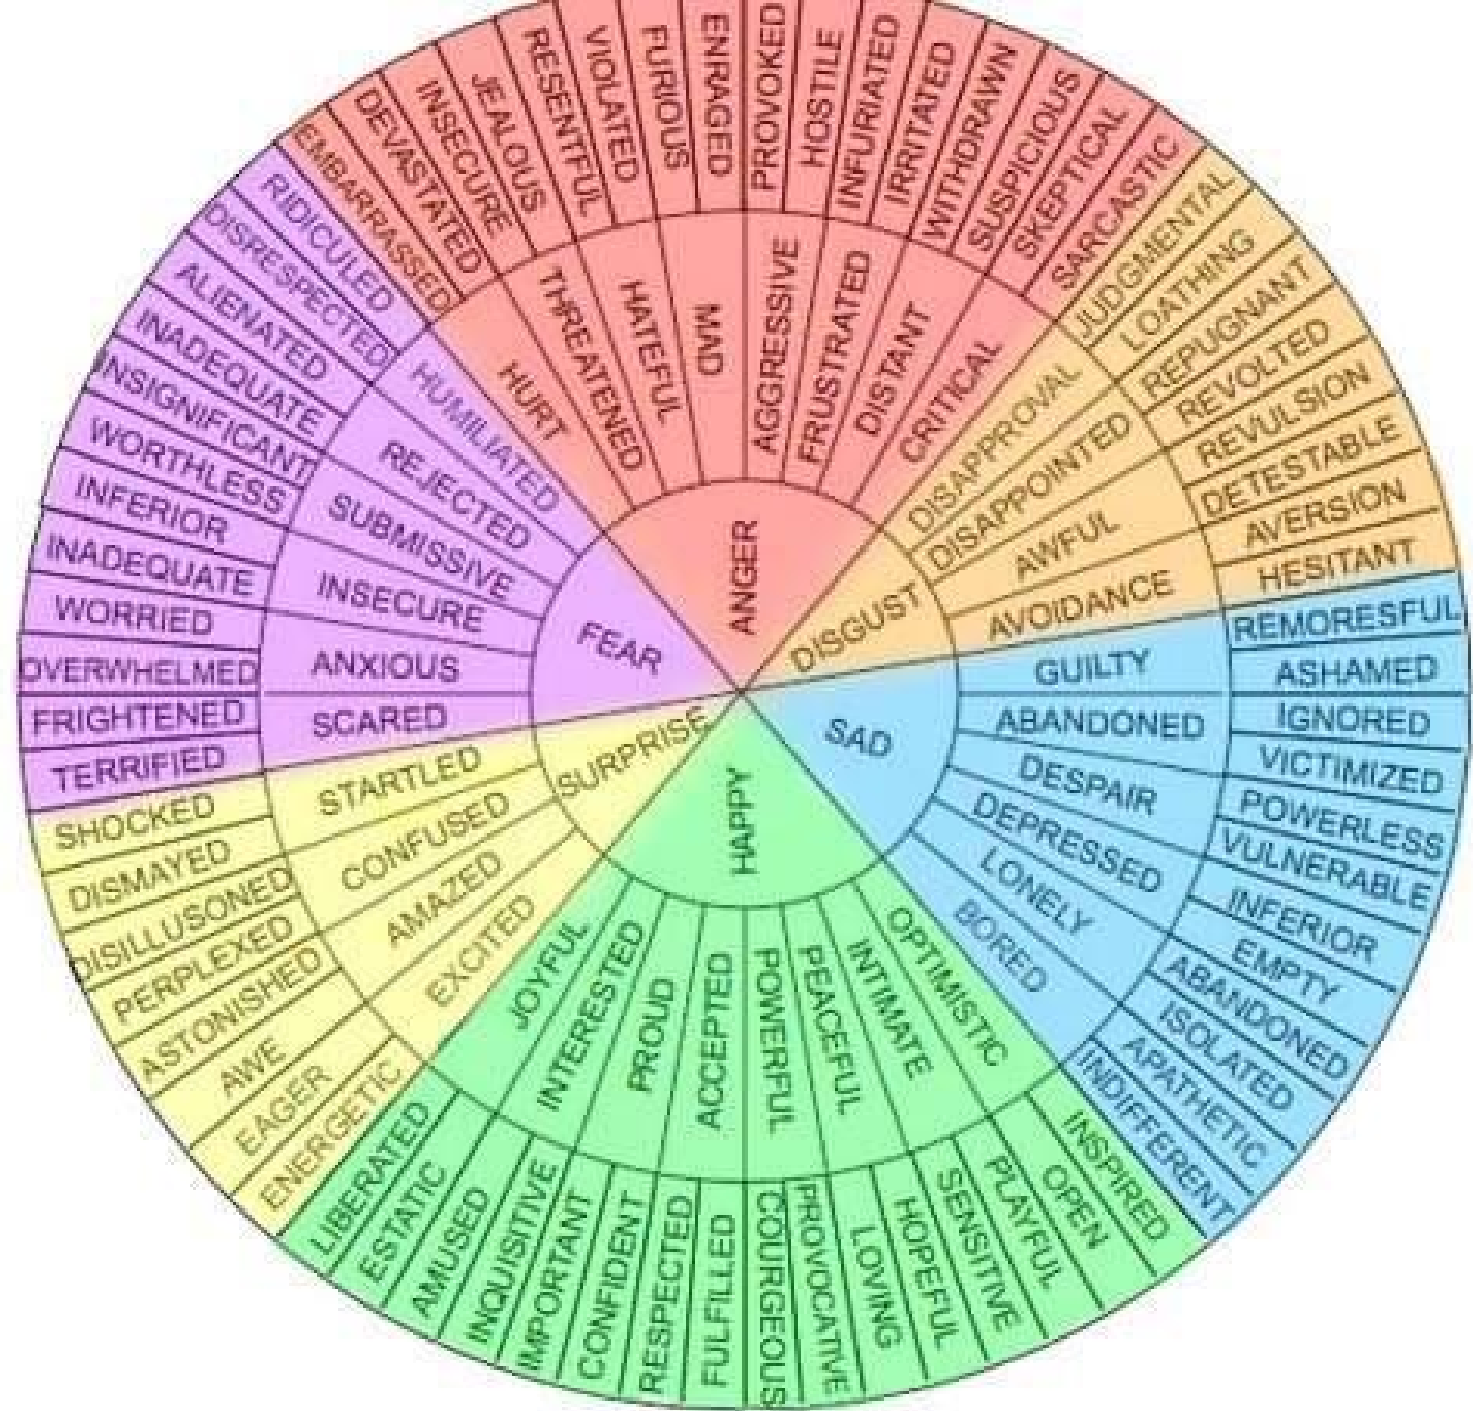 ANGER
HURT
EMBARRASSED
DEVASTATED
THREATENED
INSECURE
JEALOUS
HATEFUL
RESENTFUL
VIOLATED
MAD
FURIOUS
ENRAGED
AGGRESSIVE
PROVOKED
HOSTILE
FRUSTRATED
INFURIATED
IRRITATED
DISTANT
WITHDRAWN
SUSPICIOUS
CRITICAL
SKEPTICAL
SARCASTIC
DISGUST
DISAPPROVAL
JUDGMENTAL
LOATHING
DISAPPOINTED
REPUGNANT
REVOLTED
AWFUL
REVULSION
DETESTABLE
AVOIDANCE
AVERSION
HESITANT
SAD
GUILTY
REMORESFUL
ASHAMED
ABANDONED
IGNORED
VICTIMIZED
DESPAIR
POWERLESS
VULNERABLE
DEPRESSED
INFERIOR
EMPTY
LONELY
ABANDONED
ISOLATED
BORED
APATHETIC
INDIFFERENT
HAPPY
OPTIMISTIC
INSPIRED
OPEN
INTIMATE
PLAYFUL
SENSITIVE
PEACEFUL
HOPEFUL
LOVING
POWERFUL
PROVOCATIVE
COURGEOUS
ACCEPTED
FULFILLED
RESPECTED
PROUD
CONFIDENT
IMPORTANT
INTERESTED
INQUISITIVE
AMUSED
JOYFUL
ESTATIC
LIBERATED
SURPRISE
EXCITED
ENERGETIC
EAGER
AMAZED
AWE
ASTONISHED
CONFUSED
PERPLEXED
DISILLUSONED
STARTLED
DISMAYED
SHOCKED
FEAR
SCARED
TERRIFIED
FRIGHTENED
ANXIOUS
OVERWHELMED
WORRIED
INSECURE
INADEQUATE
INFERIOR
SUBMISSIVE
WORTHLESS
INSIGNIFICANT
REJECTED
INADEQUATE
ALIENATED
HUMILIATED
DISRESPECTED
RIDICULED